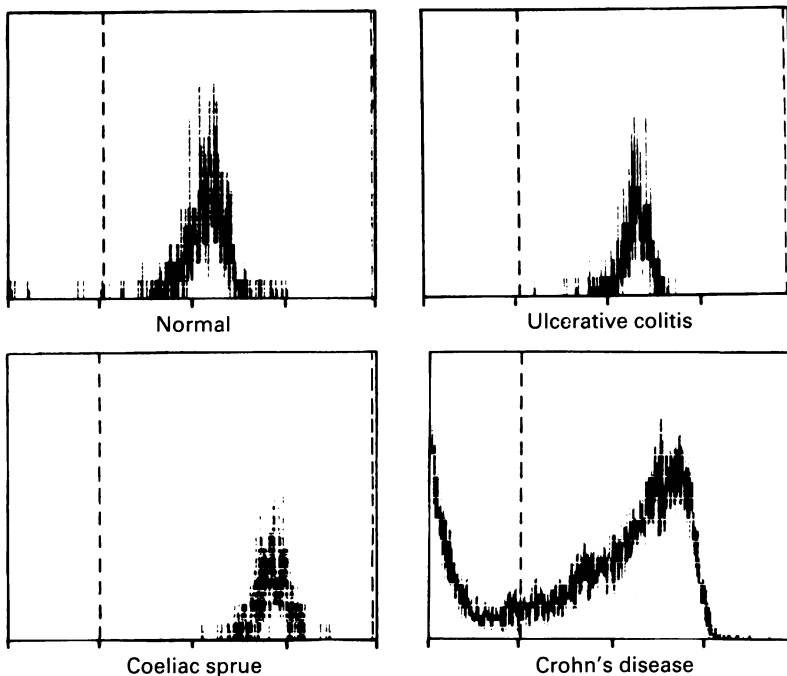 Normal
Ulcerative colitis
Coeliac sprue
Crohn's disease